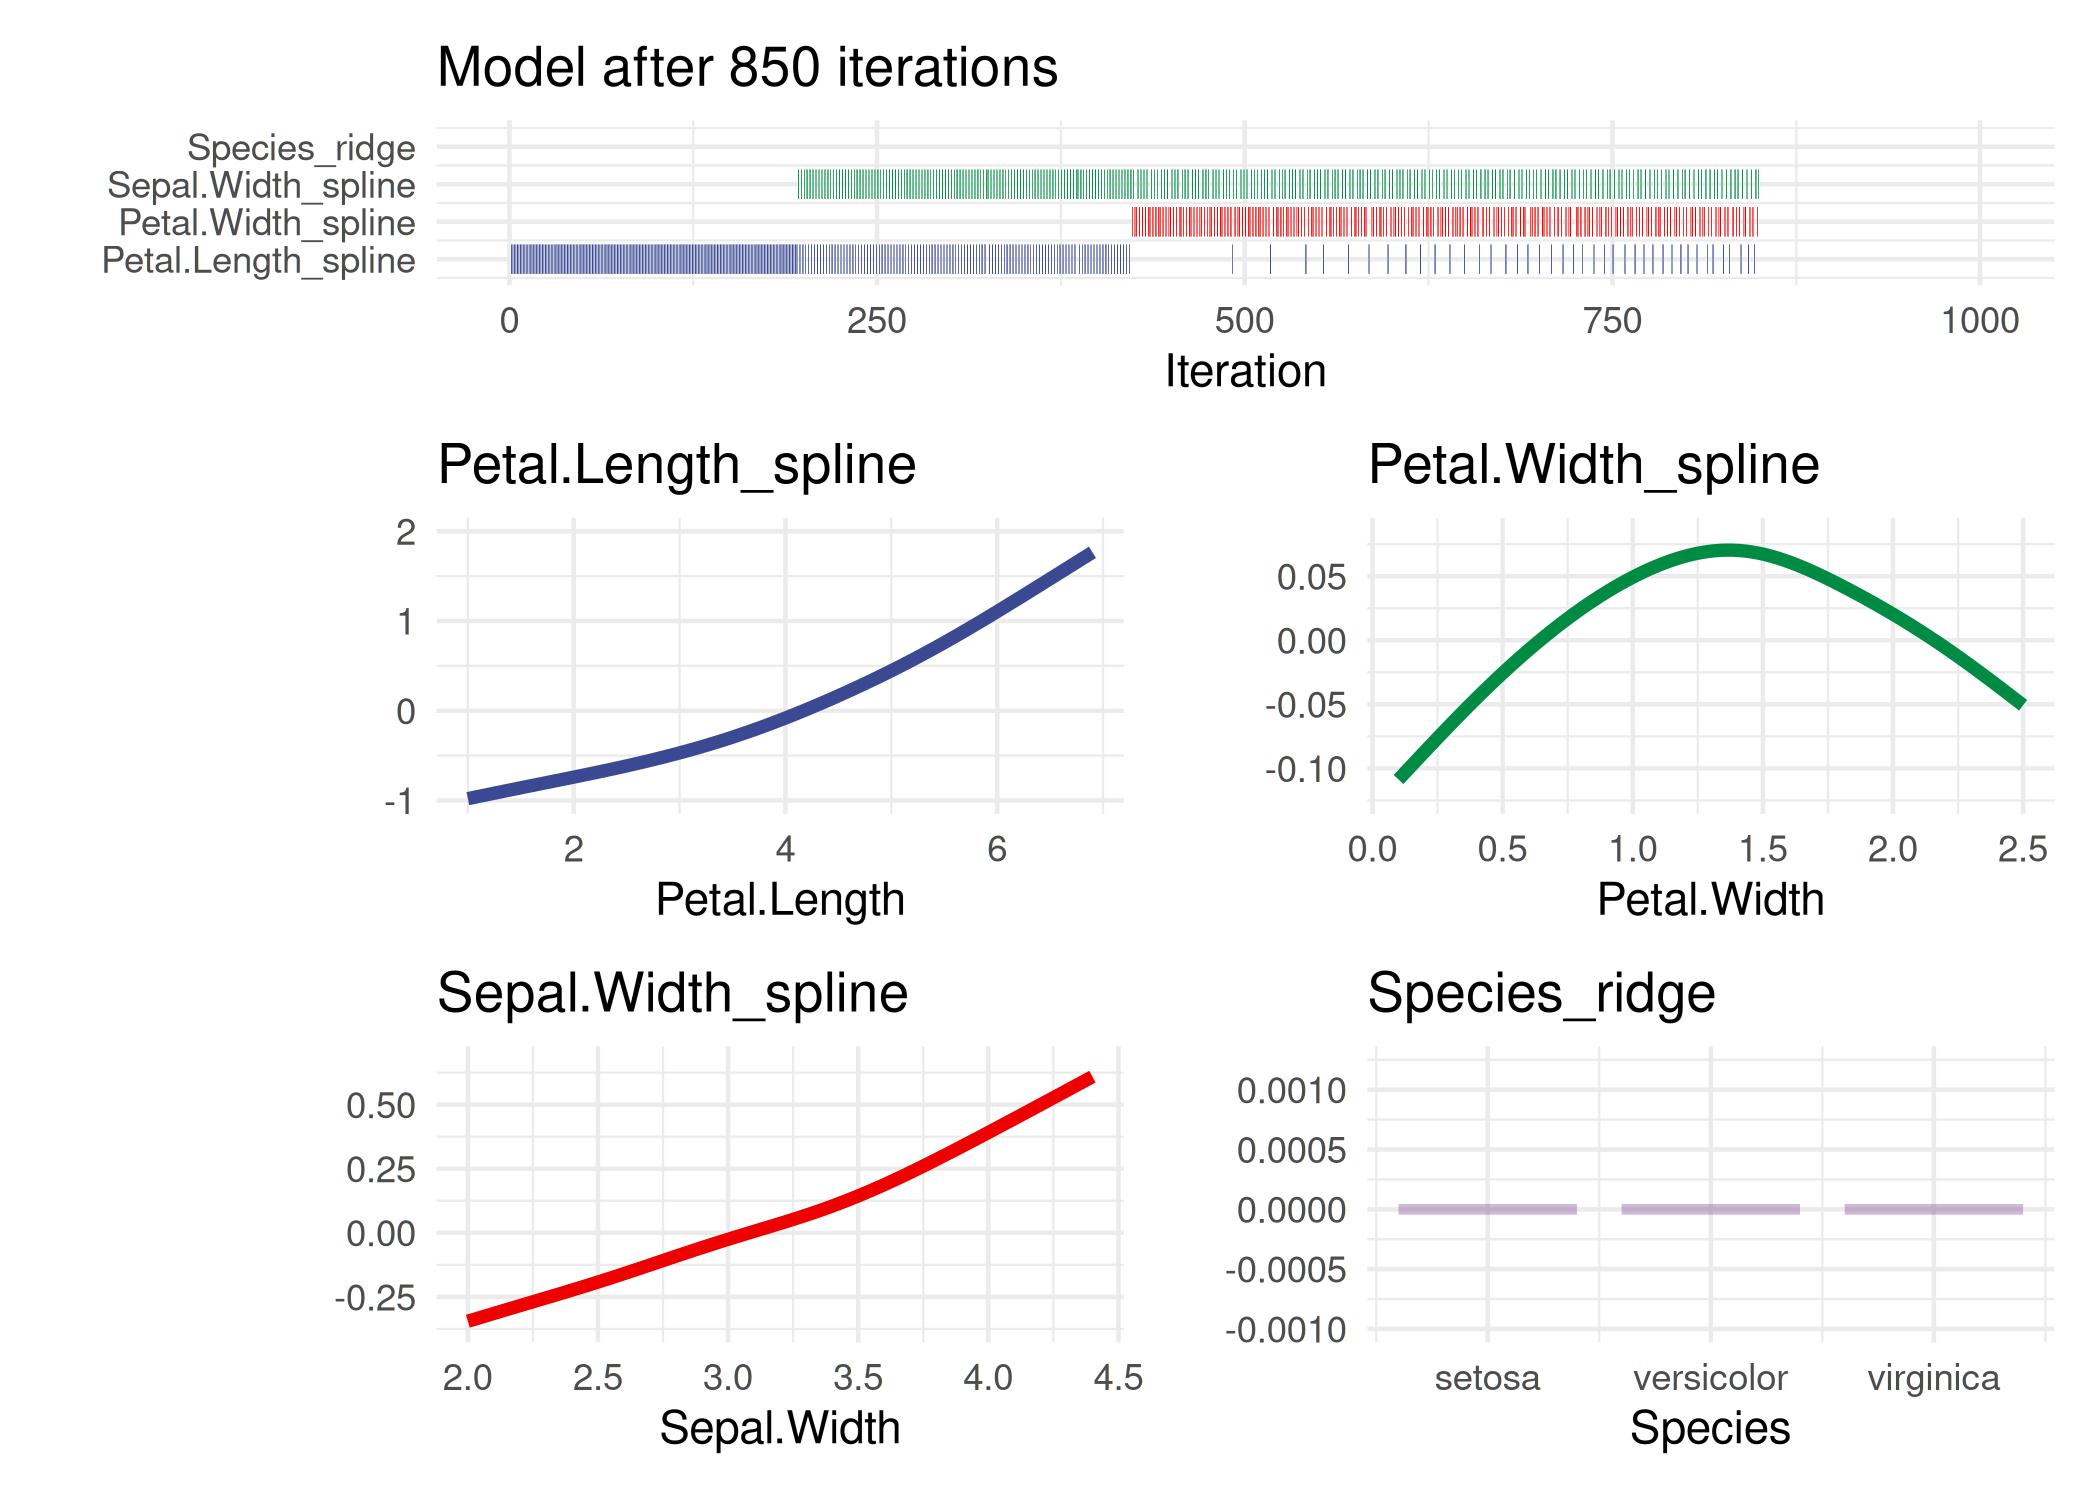 Model after 850 iterations
Species_ridge
Sepal.Width_spline
Petal.Width_spline
Petal.Length_spline
0 250 500 750 1000
Iteration
Petal.Length_spline
2
1
0
-1
2 4 6
Petal.Length
Petal.Width_spline
0.05
0.00
-0.05
-0.10
0.0 0.5 1.0 1.5 2.0 2.5
Petal.Width
Sepal.Width_spline
0.50
0.25
0.00
-0.25
2.0 2.5 3.0 3.5 4.0 4.5
Sepal.Width
Species_ridge
0.0010
0.0005
0.0000
-0.0005
-0.0010
setosa versicolor virginica
Species